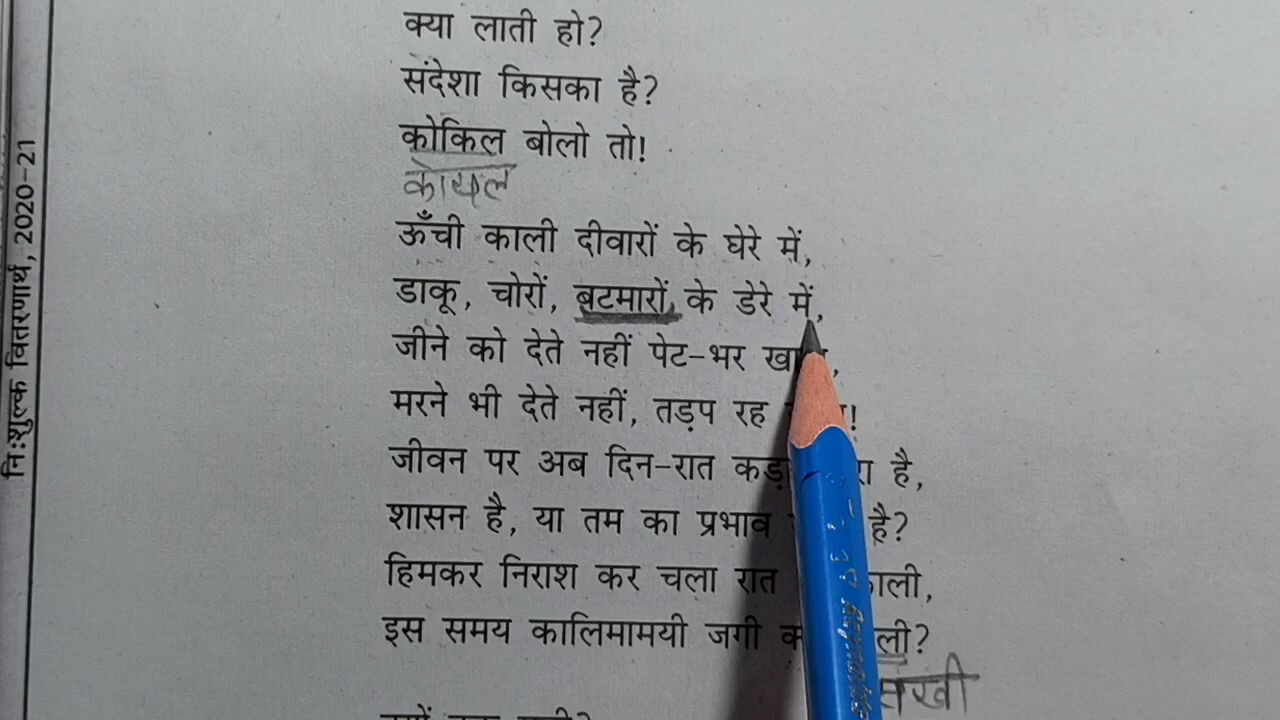 क्या लाती हो?
संदेशा किसका है?
कोकिल बोलो तो!
कोयल
ऊँची काली दीवारों के घेरे में,
डाकू, चोरों, बटमारों के डेरे में,
जीने को देते नहीं पेट-भर
मरने भी देते नहीं, तड़प रह
जीवन पर अब दिन-रात है,
शासन है, या तम का प्रभाव है?
हिमकर निराश कर चला रात
इस समय कालिमामयी जगी
सखी
निःशुल्क वितरणार्थ, 2020-21